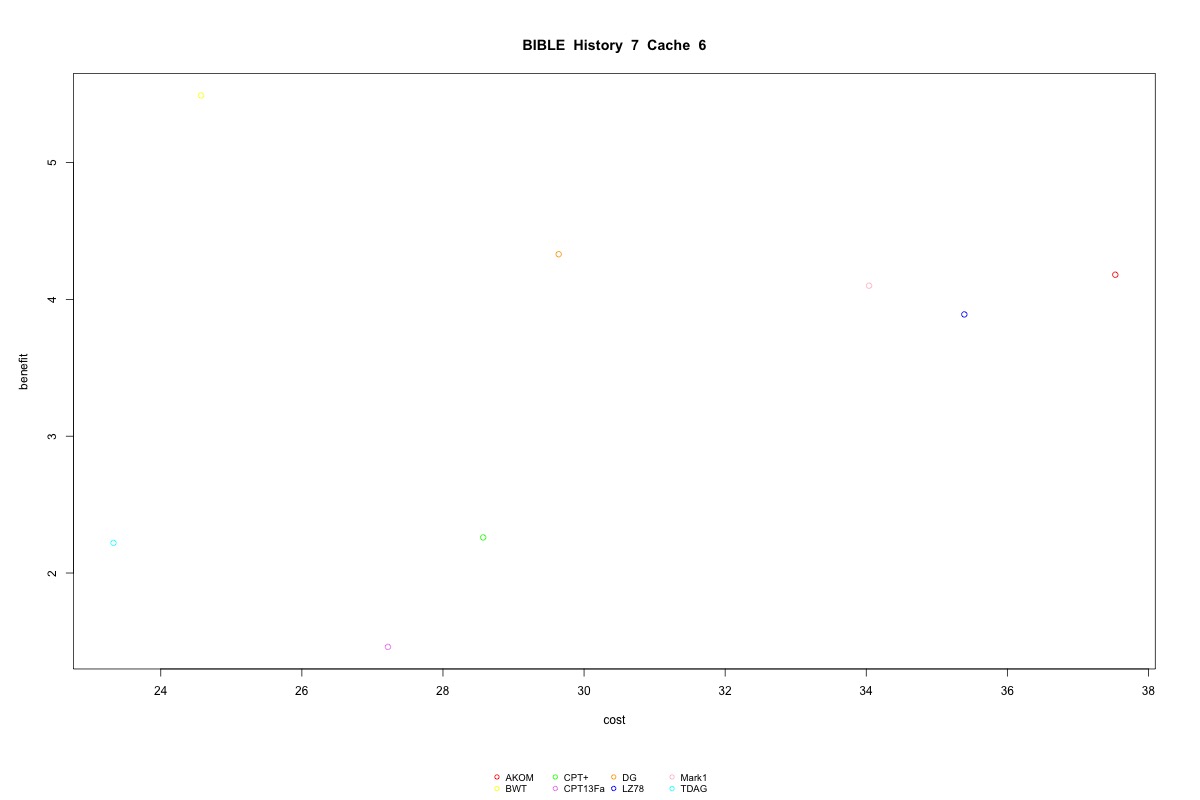 BIBLE History 7 Cache 6
benefit
5
4
3
2
24 26 28 30 32 34 36 38
cost
AKOM CPT+ DG Mark1
BWT CPT13Fa LZ78 TDAG